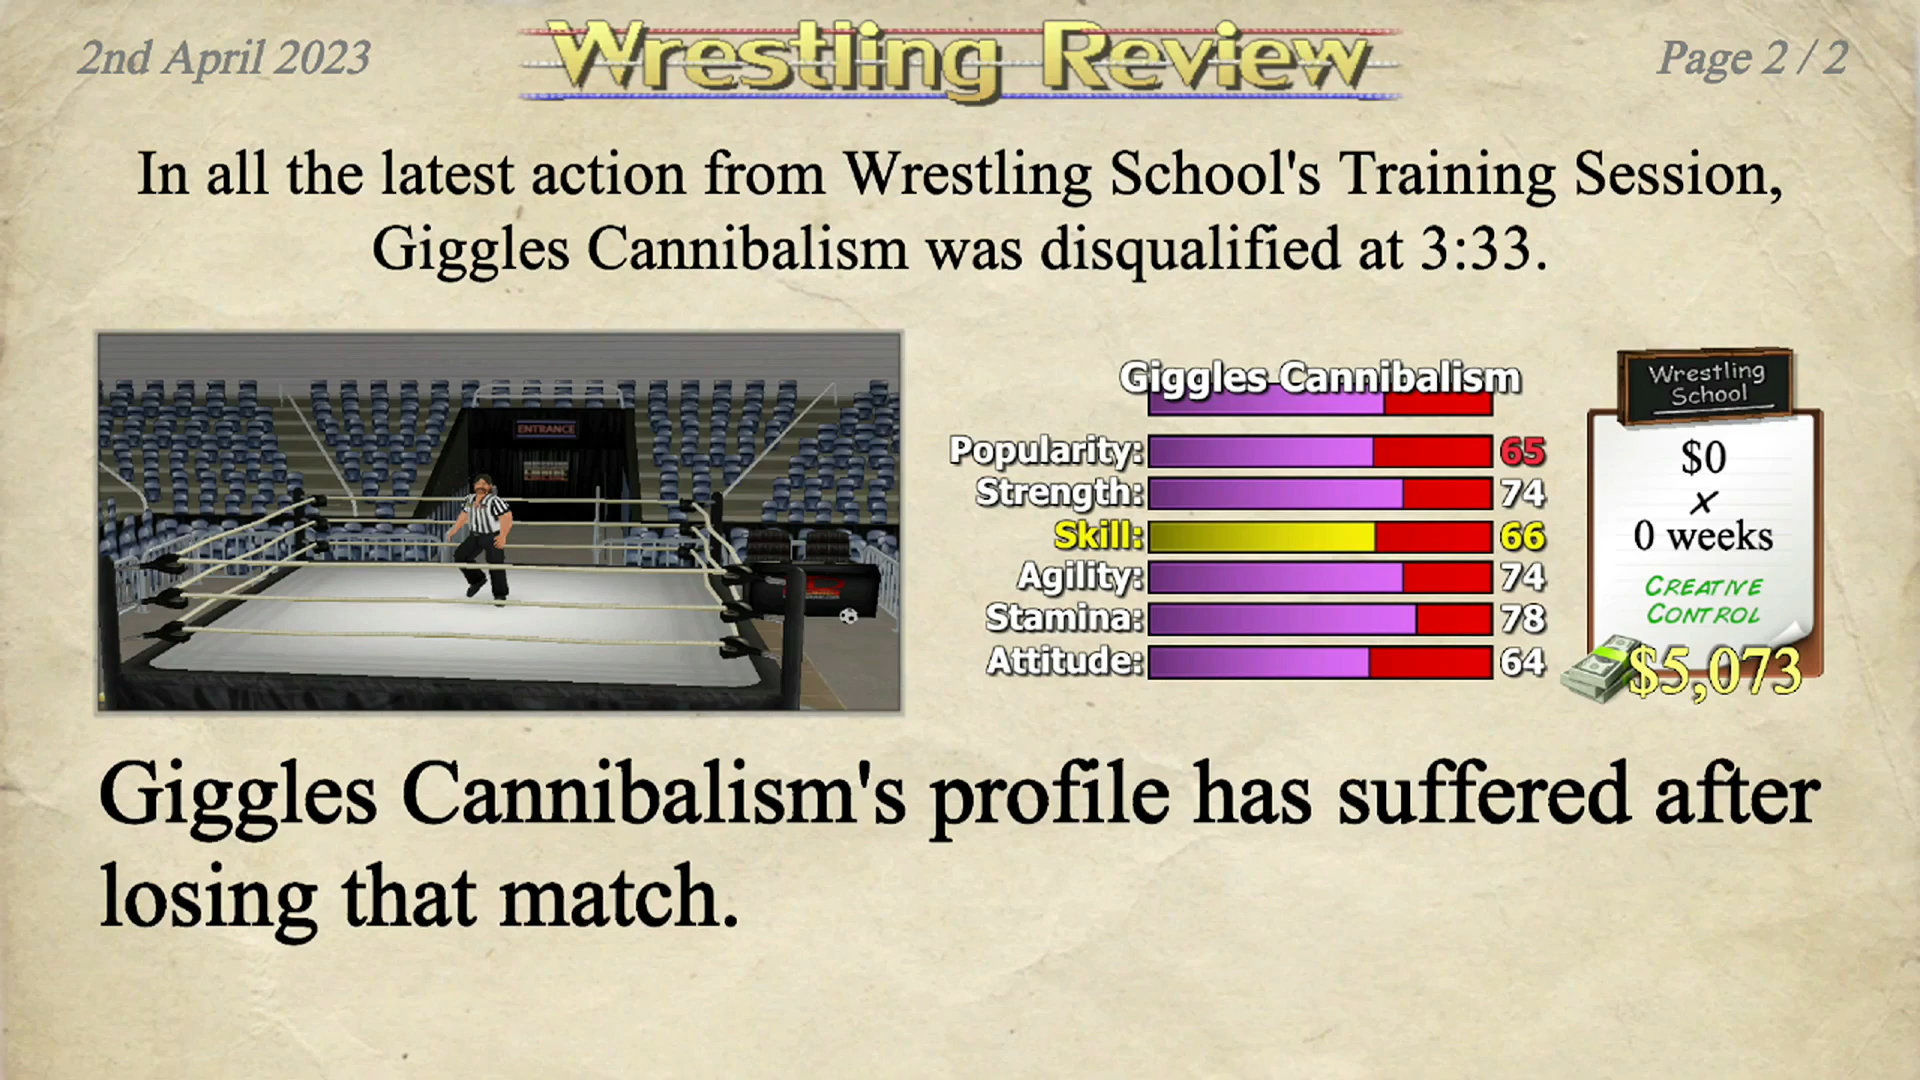 2nd April 2023
Wrestling Review
Page 2 / 2
In all the latest action from Wrestling School's Training Session,
Giggles Cannibalism was disqualified at 3:33.
ENTRANCE
Giggles Cannibalism
Popularity: 65
Strength: 74
Skill: 66
Agility: 74
Stamina: 78
Attitude: 64
Wrestling
School
$0
x
0 weeks
CREATIVE
CONTROL
$5,073
Giggles Cannibalism's profile has suffered after
losing that match.